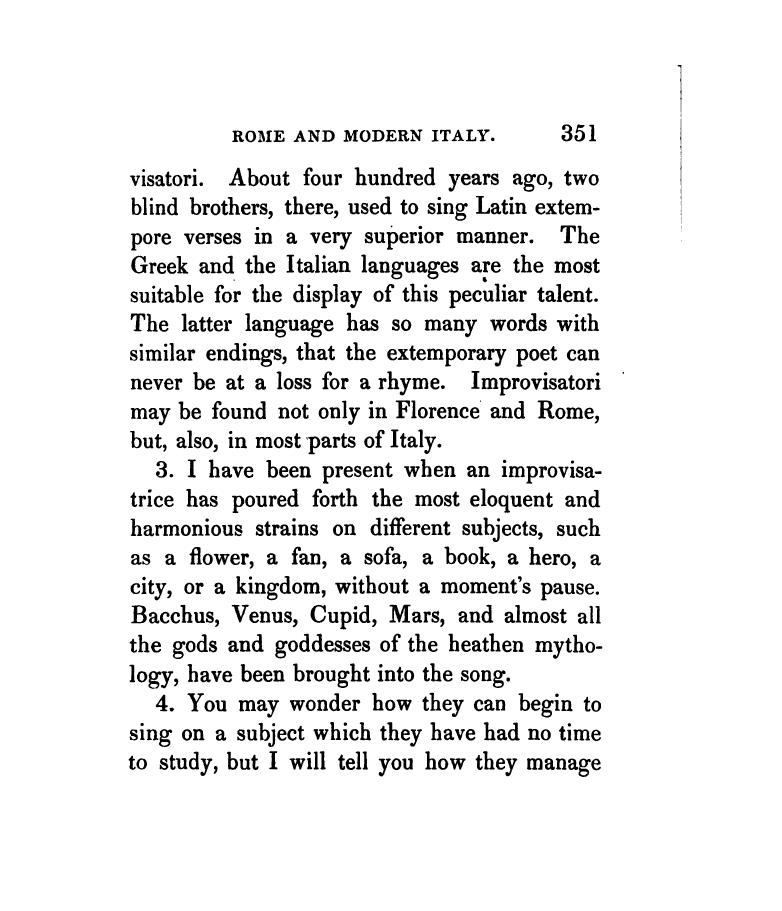 ROME AND MODERN ITALY. 351
visatori. About four hundred years ago, two
blind brothers, there, used to sing Latin extem-
pore verses in a very superior manner. The
Greek and the Italian languages are the most
suitable for the display of this peculiar talent.
The latter language has so many words with
similar endings, that the extemporary poet can
never be at a loss for a rhyme. Improvisatori
may be found not only in Florence and Rome,
but, also, in most parts of Italy.
3. I have been present when an improvisa-
trice has poured forth the most eloquent and
harmonious strains on different subjects, such
as a flower, a fan, a sofa, a book, a hero, a
city, or a kingdom, without a moment's pause.
Bacchus, Venus, Cupid, Mars, and almost all
the gods and goddesses of the heathen mytho-
logy, have been brought into the song.
4. You may wonder how they can begin to
sing on a subject which they have had no time
to study, but I will tell you how they manage